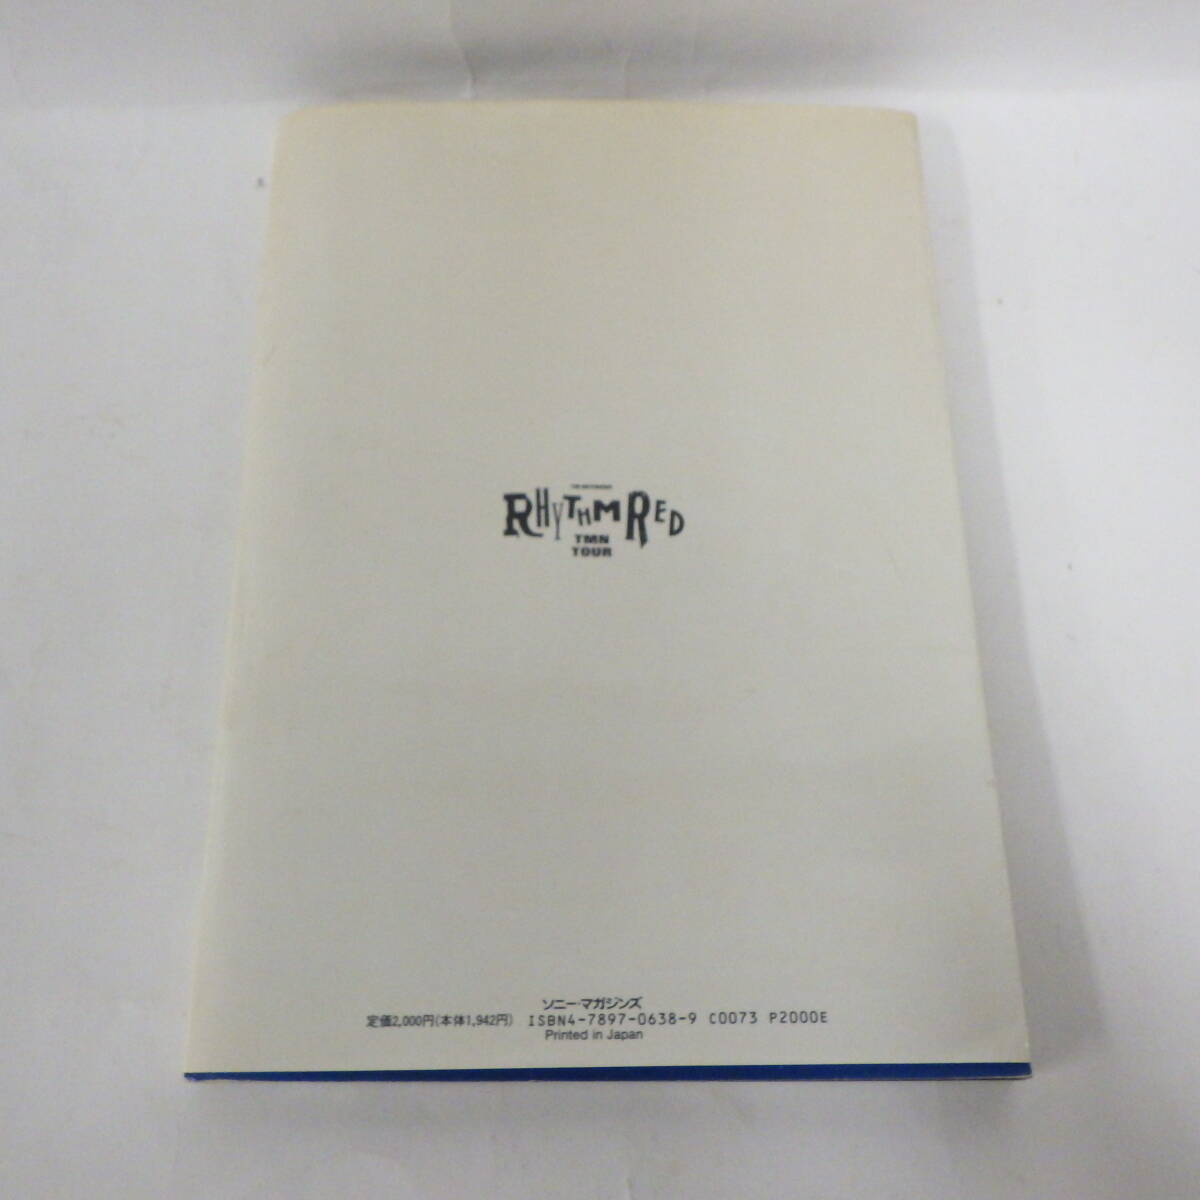 RHYTHM RED
TMN
TOUR
ソニー・マガジンズ
定価2,000円(本体1,942円) ISBN4-7897-0638-9 C0073 P2000E
Printed in Japan